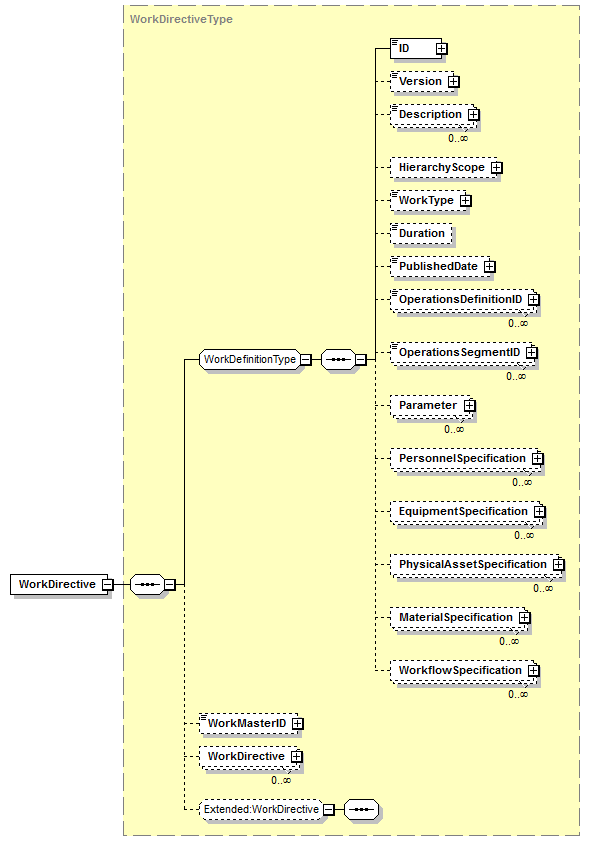 WorkDirectiveType
ID
Version
Description
0..∞
HierarchyScope
WorkType
Duration
PublishedDate
OperationsDefinitionID
0..∞
WorkDefinitionType
OperationsSegmentID
0..∞
Parameter
0..∞
PersonnelSpecification
0..∞
EquipmentSpecification
0..∞
WorkDirective
PhysicalAssetSpecification
0..∞
MaterialSpecification
0..∞
WorkflowSpecification
0..∞
WorkMasterID
WorkDirective
0..∞
Extended:WorkDirective